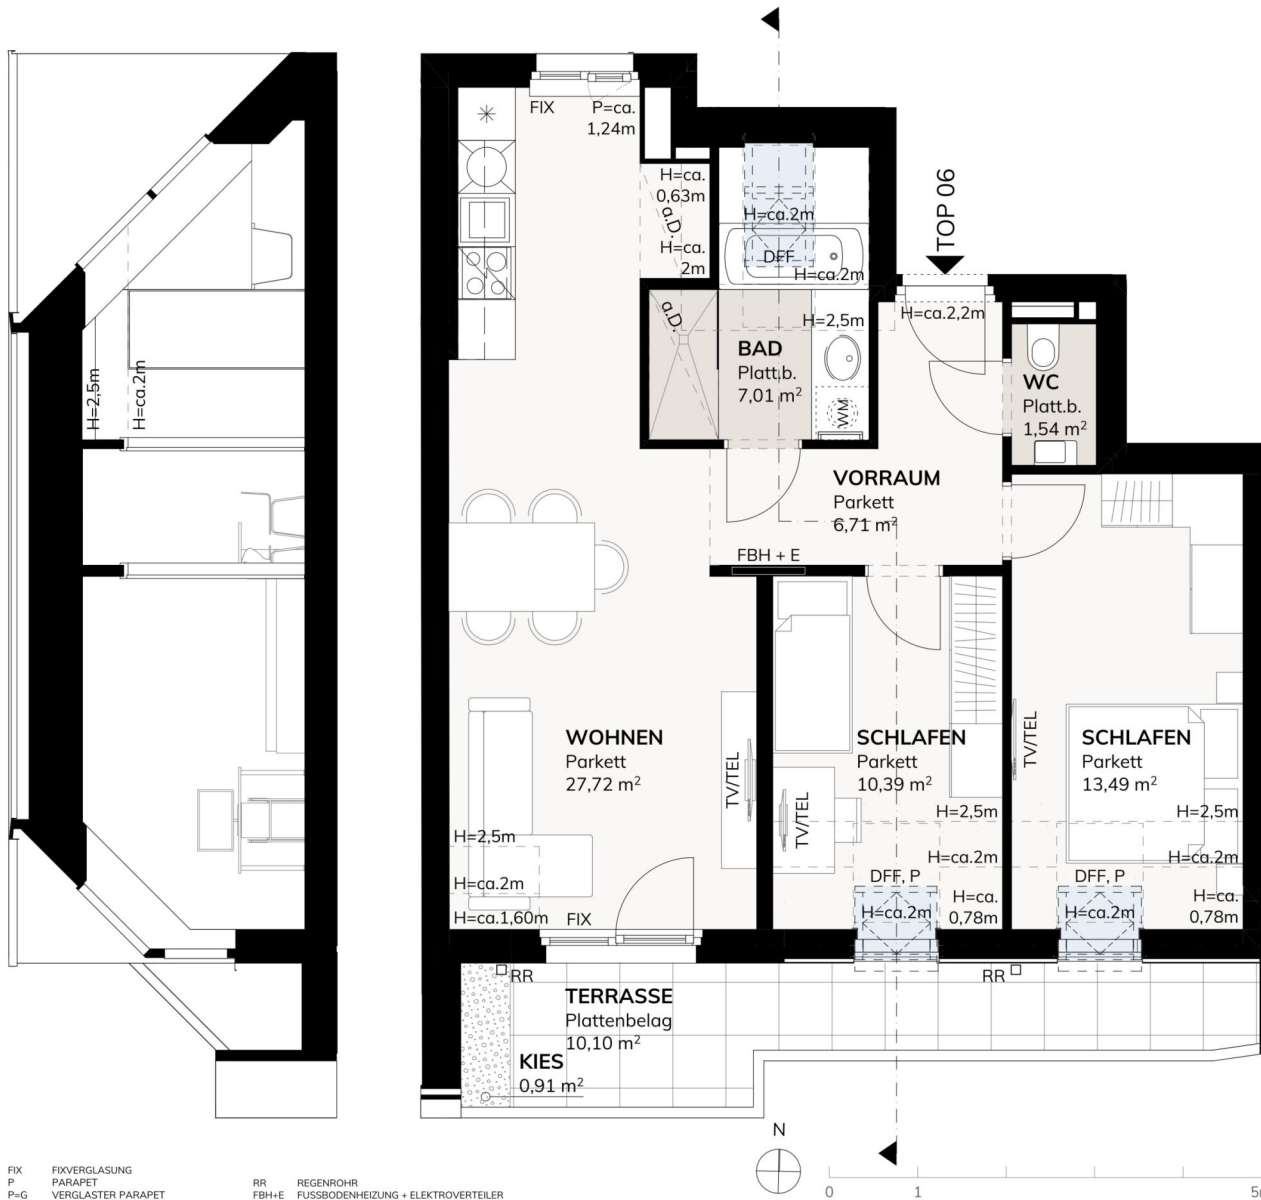 TOP 06
FIX
P=ca.
1,24m
H=ca.
0,63m
a.D.
H=ca.
2m
H=ca.2m
DFF
H=ca.2m
H=ca.2,2m
a.D.
H=2,5m
BAD
Platt.b.
7,01 m²
WM
WC
Platt.b.
1,54 m²
H=2,5m
H=ca.2m
VORRAUM
Parkett
6,71 m²
FBH + E
WOHNEN
Parkett
27,72 m²
TV/TEL
SCHLAFEN
Parkett
10,39 m²
TV/TEL
SCHLAFEN
Parkett
13,49 m²
TV/TEL
H=2,5m
H=ca.2m
H=ca.1,60m
FIX
H=2,5m
H=ca.2m
DFF, P
H=ca.2m
H=ca.
0,78m
H=2,5m
H=ca.2m
DFF, P
H=ca.2m
H=ca.
0,78m
RR
RR
TERRASSE
Plattenbelag
10,10 m²
KIES
0,91 m²
N
0 1 5
FIX FIXVERGLASUNG
P PARAPET
P=G VERGLASTER PARAPET
RR REGENROHR
FBH+E FUSSBODENHEIZUNG + ELEKTROVERTEILER